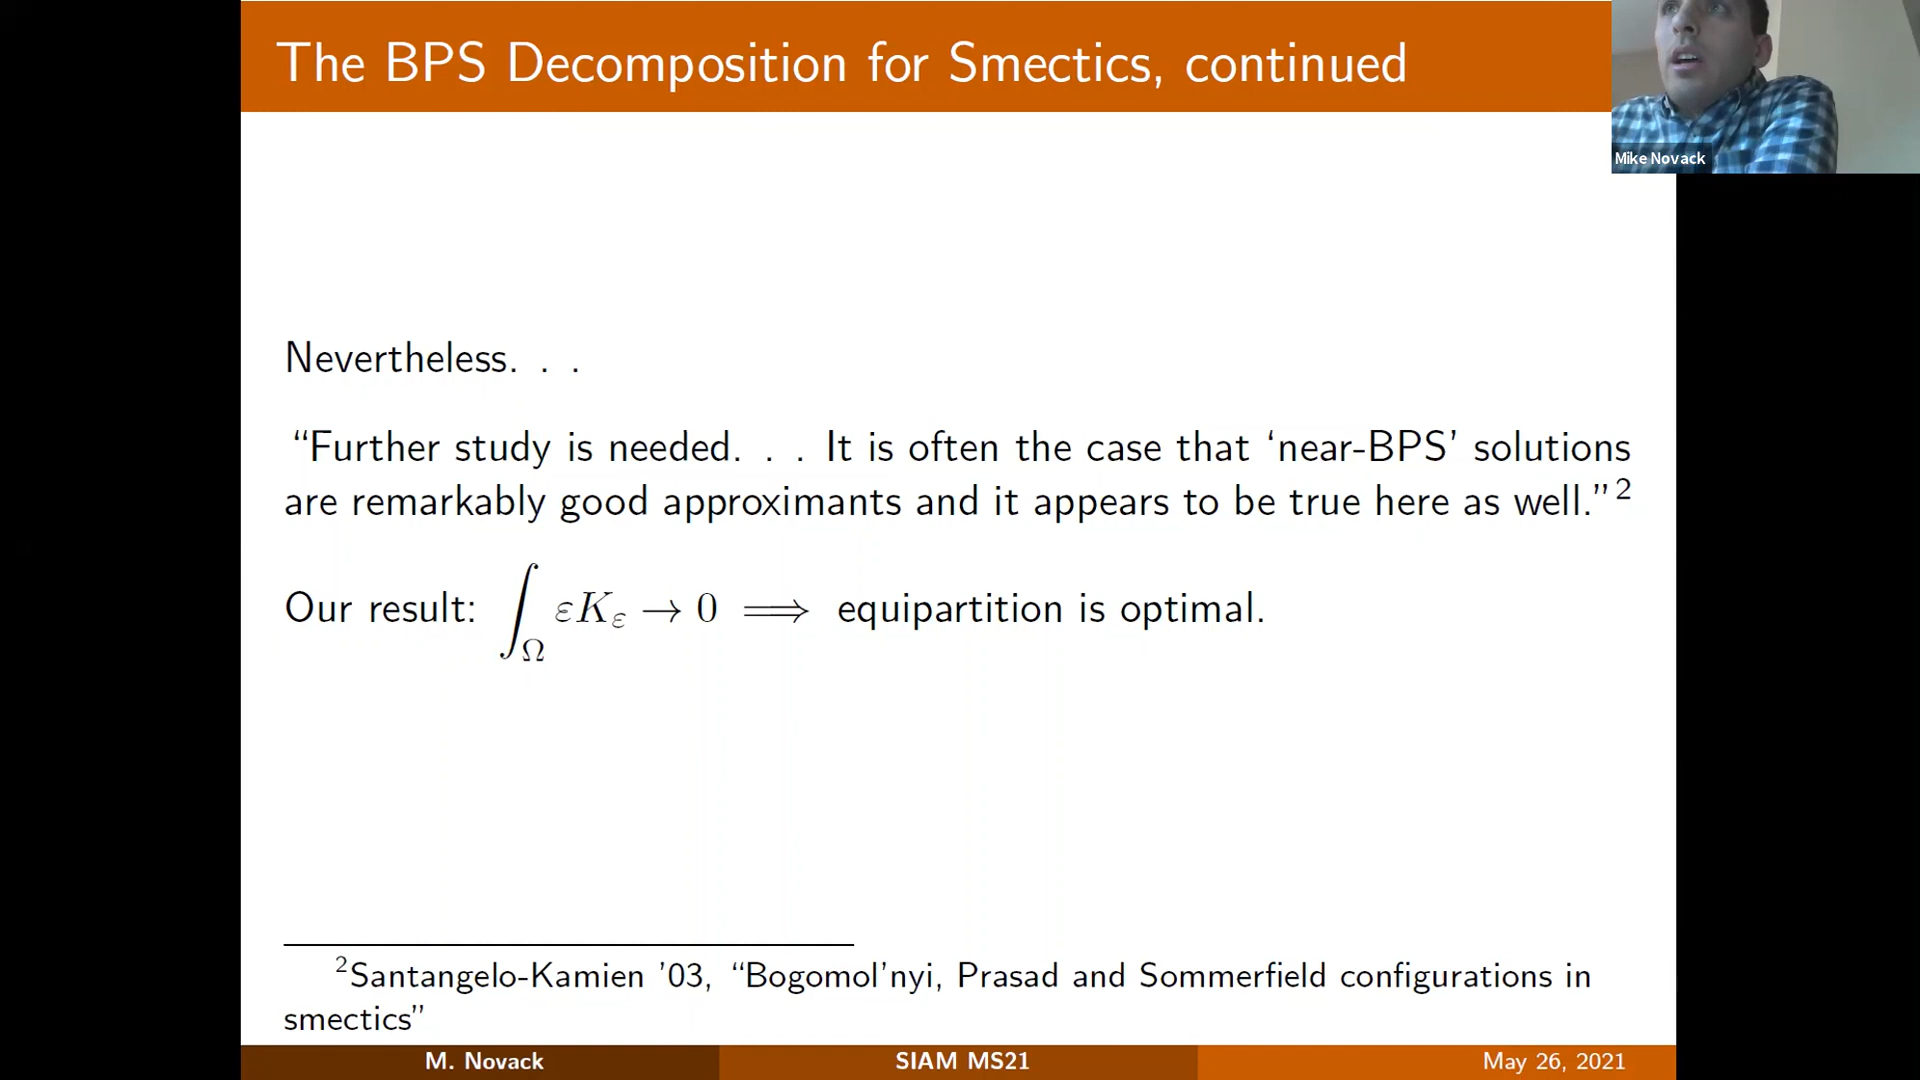 The BPS Decomposition for Smectics, continued
Mike Novack
Nevertheless. . .
“Further study is needed. . . It is often the case that ‘near-BPS’ solutions
are remarkably good approximants and it appears to be true here as well.”²
Our result: ∫_Ω εK_ε → 0 ⟹ equipartition is optimal.
²Santangelo-Kamien ’03, “Bogomol’nyi, Prasad and Sommerfield configurations in
smectics”
M. Novack
SIAM MS21
May 26, 2021